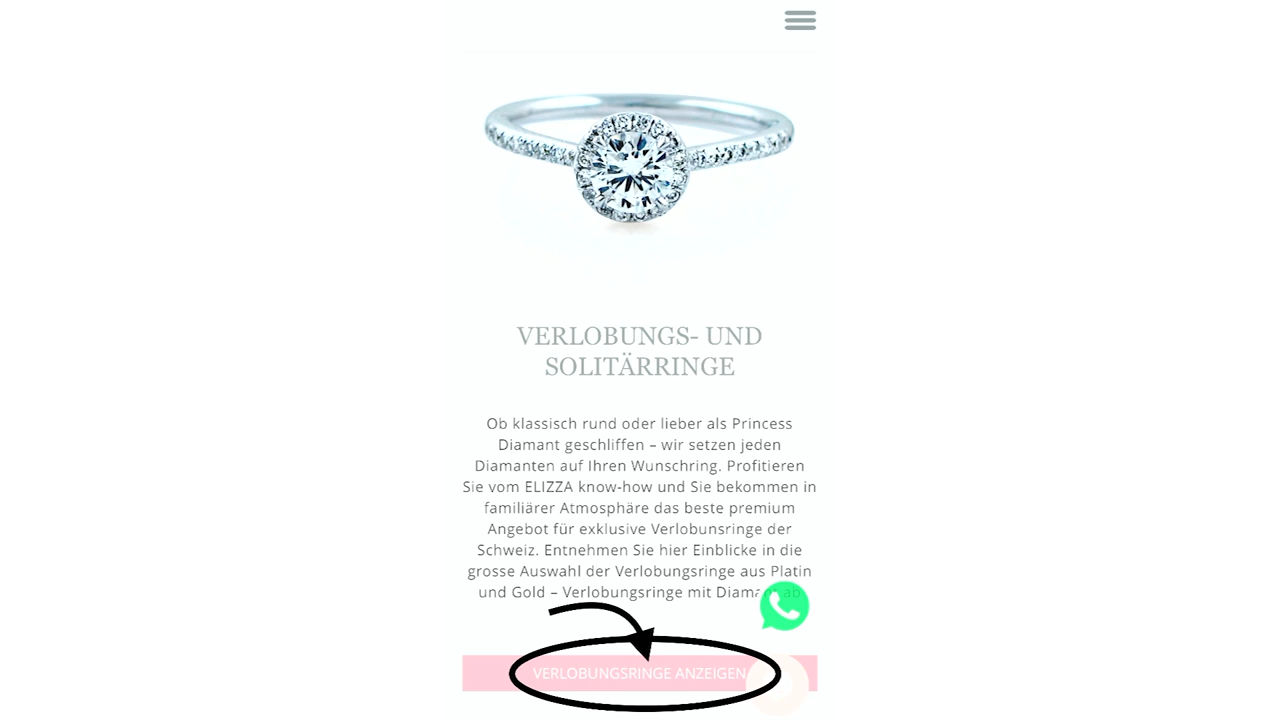 VERLOBUNGS- UND
SOLITÄRRINGE
Ob klassisch rund oder lieber als Princess
Diamant geschliffen – wir setzen jeden
Diamanten auf Ihren Wunschring. Profitieren
Sie vom ELIZZA know-how und Sie bekommen in
familiärer Atmosphäre das beste premium
Angebot für exklusive Verlobunsringe der
Schweiz. Entnehmen Sie hier Einblicke in die
grosse Auswahl der Verlobungsringe aus Platin
und Gold – Verlobungsringe mit Diamant ab
VERLOBUNGSRINGE ANZEIGEN